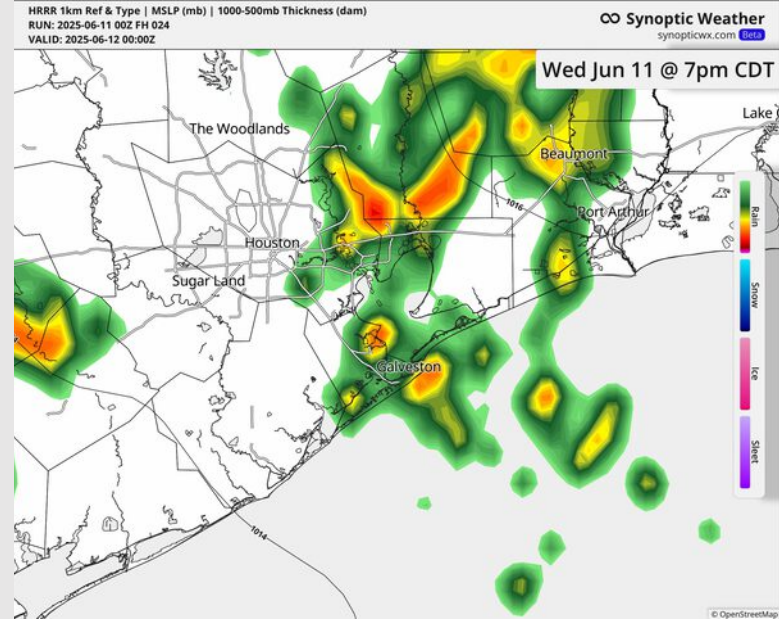 HRRR 1km Ref & Type | MSLP (mb) | 1000-500mb Thickness (dam)
RUN: 2025-06-11 00Z FH 024
VALID: 2025-06-12 00:00Z
Synoptic Weather
synopticwx.com Beta
Wed Jun 11 @ 7pm CDT
Lake C
The Woodlands
Beaumont
1016
Port Arthur
Houston
Sugar Land
Galveston
1014
Rain
Snow
Ice
Sleet
© OpenStreetMap